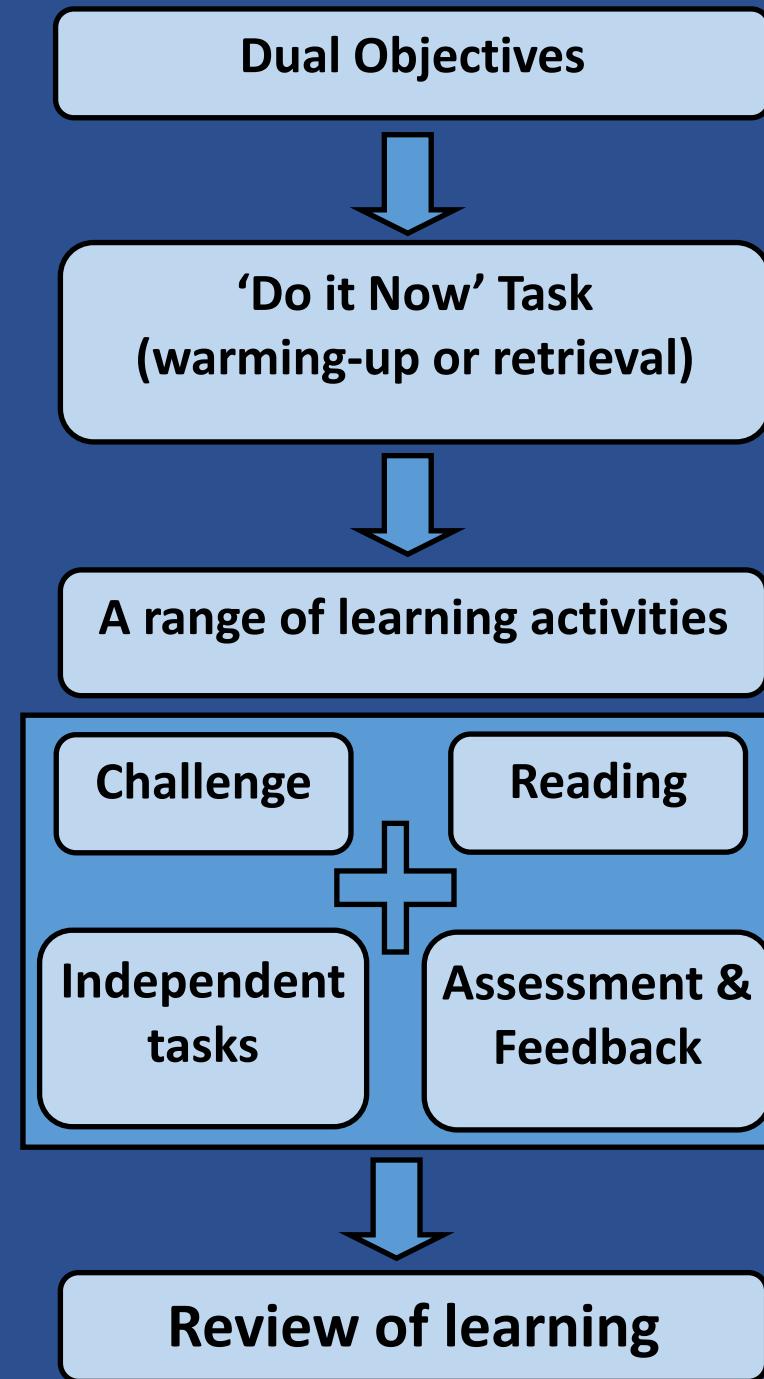 Dual Objectives
‘Do it Now’ Task
(warming-up or retrieval)
A range of learning activities
Challenge
Reading
Independent
tasks
Assessment &
Feedback
Review of learning